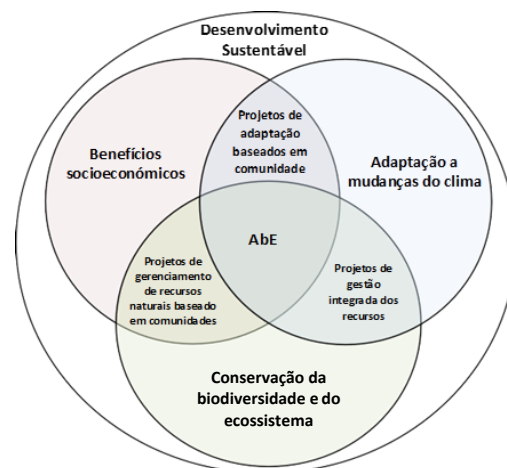 Desenvolvimento
Sustentável
Projetos de
adaptação
baseados em
comunidade
Benefícios
socioeconómicos
Adaptação a
mudanças do clima
AbE
Projetos de
gerenciamento
de recursos
naturais baseado
em comunidades
Projetos de
gestão
integrada dos
recursos
Conservação da
biodiversidade e do
ecossistema